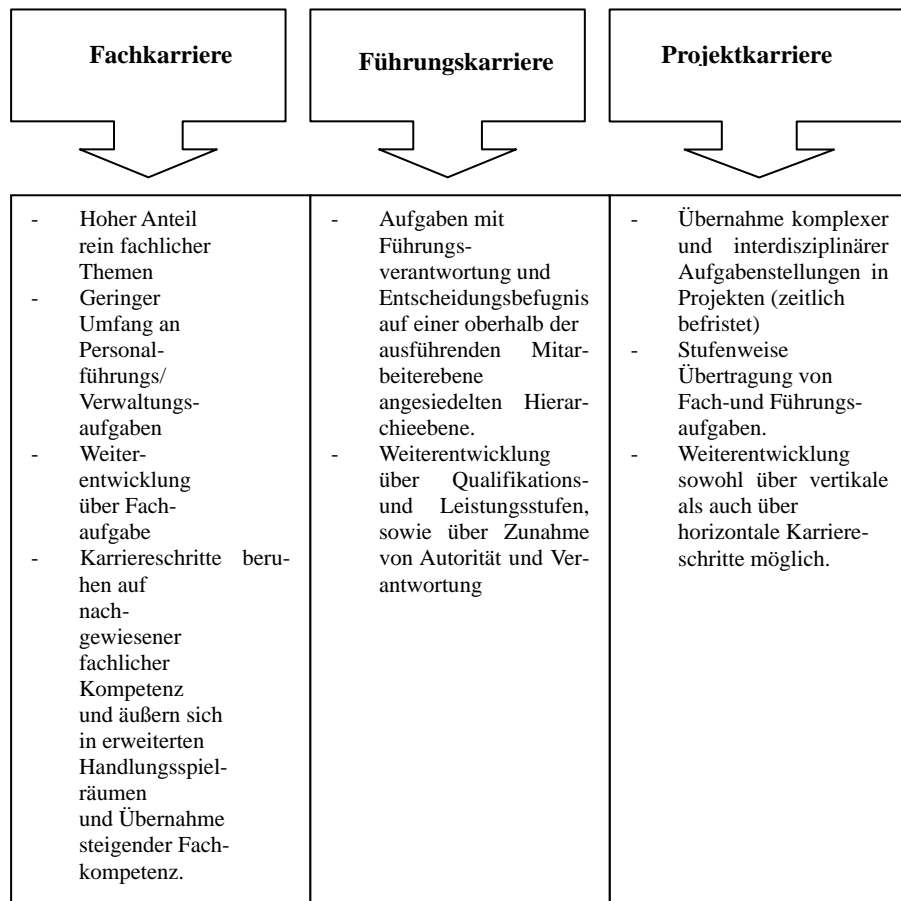 Fachkarriere
Führungskarriere
Projektkarriere
- Hoher Anteil
rein fachlicher
Themen
- Geringer
Umfang an
Personal-
führungs/
Verwaltungs-
aufgaben
- Weiter-
entwicklung
über Fach-
aufgabe
- Karriereschritte beru-
hen auf
nach-
gewiesener
fachlicher
Kompetenz
und äußern sich
in erweiterten
Handlungsspiel-
räumen
und Übernahme
steigender Fach-
kompetenz.
- Aufgaben mit
Führungs-
verantwortung und
Entscheidungsbefugnis
auf einer oberhalb der
ausführenden Mitar-
beiterebene
angesiedelten Hierar-
chieebene.
- Weiterentwicklung
über Qualifikations-
und Leistungsstufen,
sowie über Zunahme
von Autorität und Ver-
antwortung
- Übernahme komplexer
und interdisziplinärer
Aufgabenstellungen in
Projekten (zeitlich
befristet)
- Stufenweise
Übertragung von
Fach-und Führungs-
aufgaben.
- Weiterentwicklung
sowohl über vertikale
als auch über
horizontale Karriere-
schritte möglich.